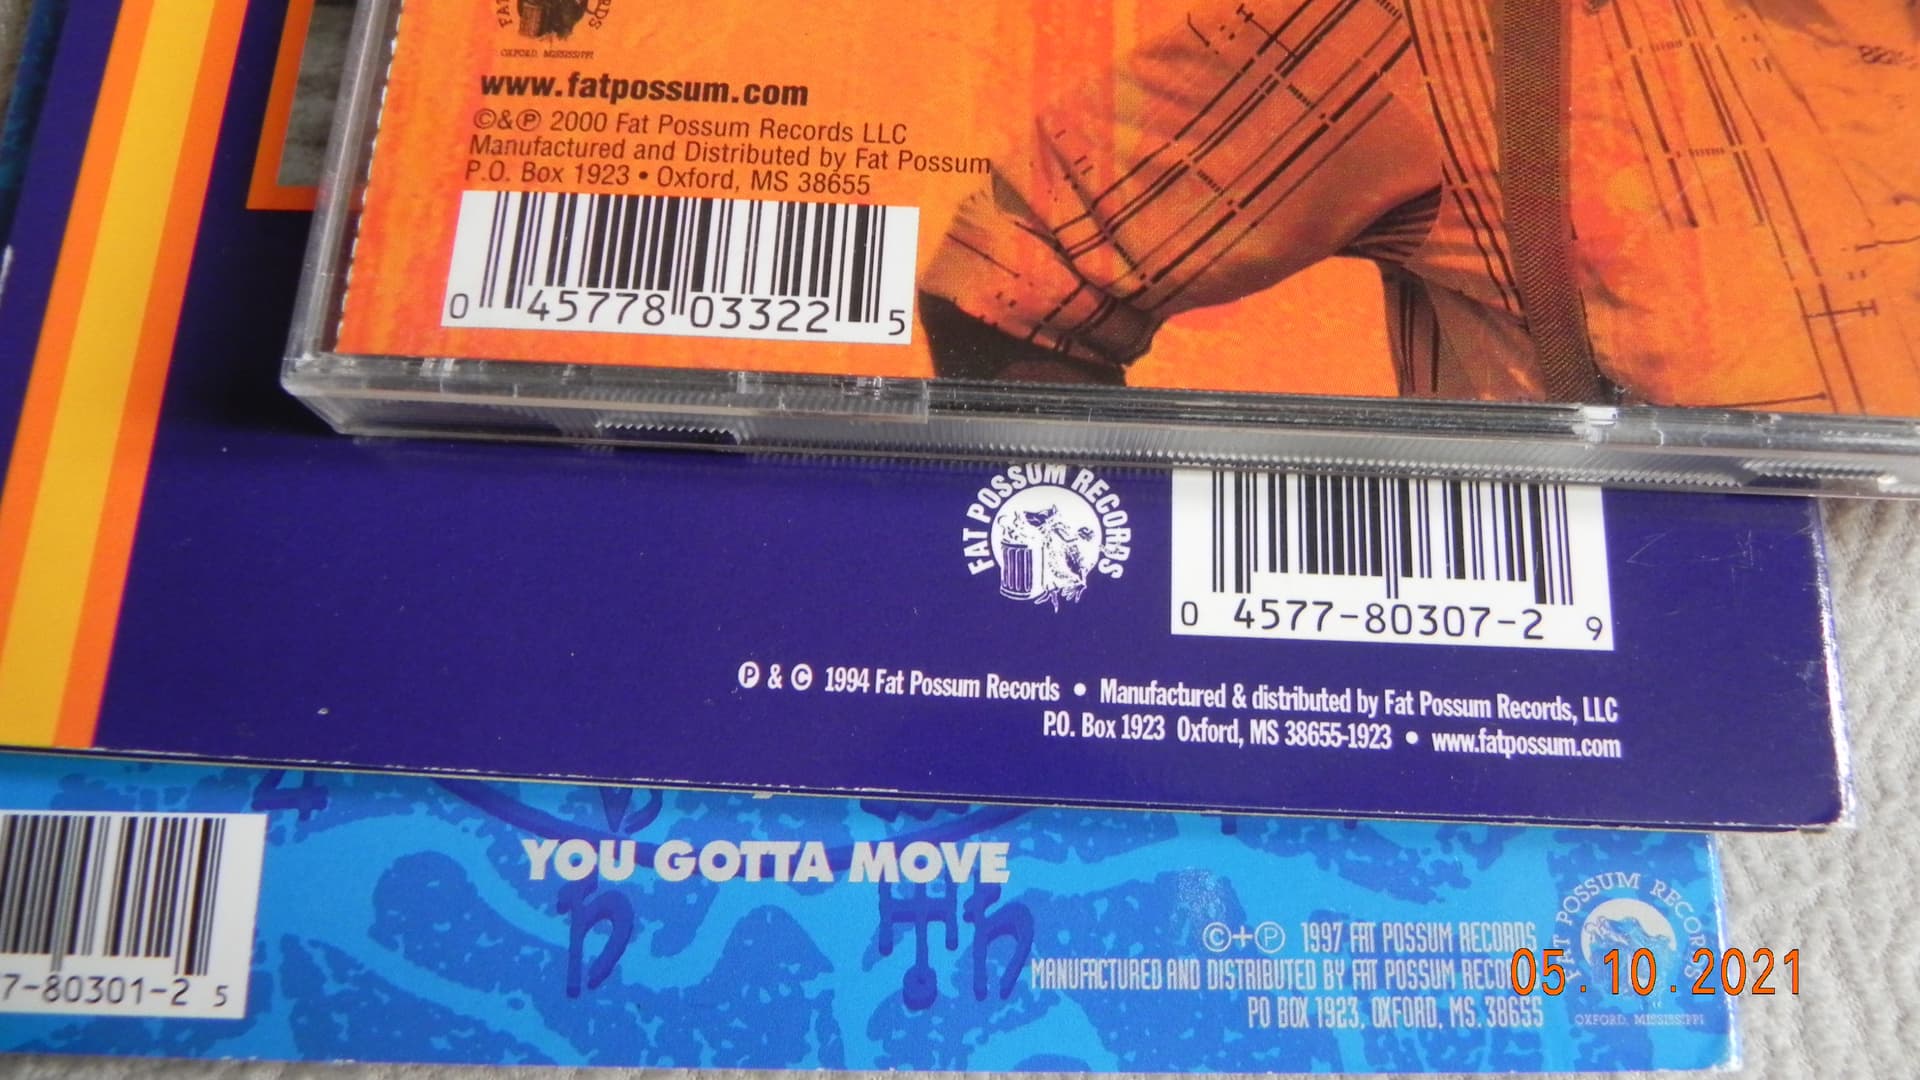 OXFORD, MISSISSIPPI
www.fatpossum.com
©&℗ 2000 Fat Possum Records LLC
Manufactured and Distributed by Fat Possum
P.O. Box 1923 • Oxford, MS 38655
0 45778 03322 5
FAT POSSUM RECORDS
0 4577-80307-2 9
℗ & © 1994 Fat Possum Records • Manufactured & distributed by Fat Possum Records, LLC
P.O. Box 1923 Oxford, MS 38655-1923 • www.fatpossum.com
YOU GOTTA MOVE
7-80301-2 5
©+℗ 1997 FAT POSSUM RECORDS
MANUFACTURED AND DISTRIBUTED BY FAT POSSUM RECO
PO BOX 1923, OXFORD, MS. 38655
FAT POSSUM RECORDS
OXFORD, MISSISSIPPI
05.10.2021